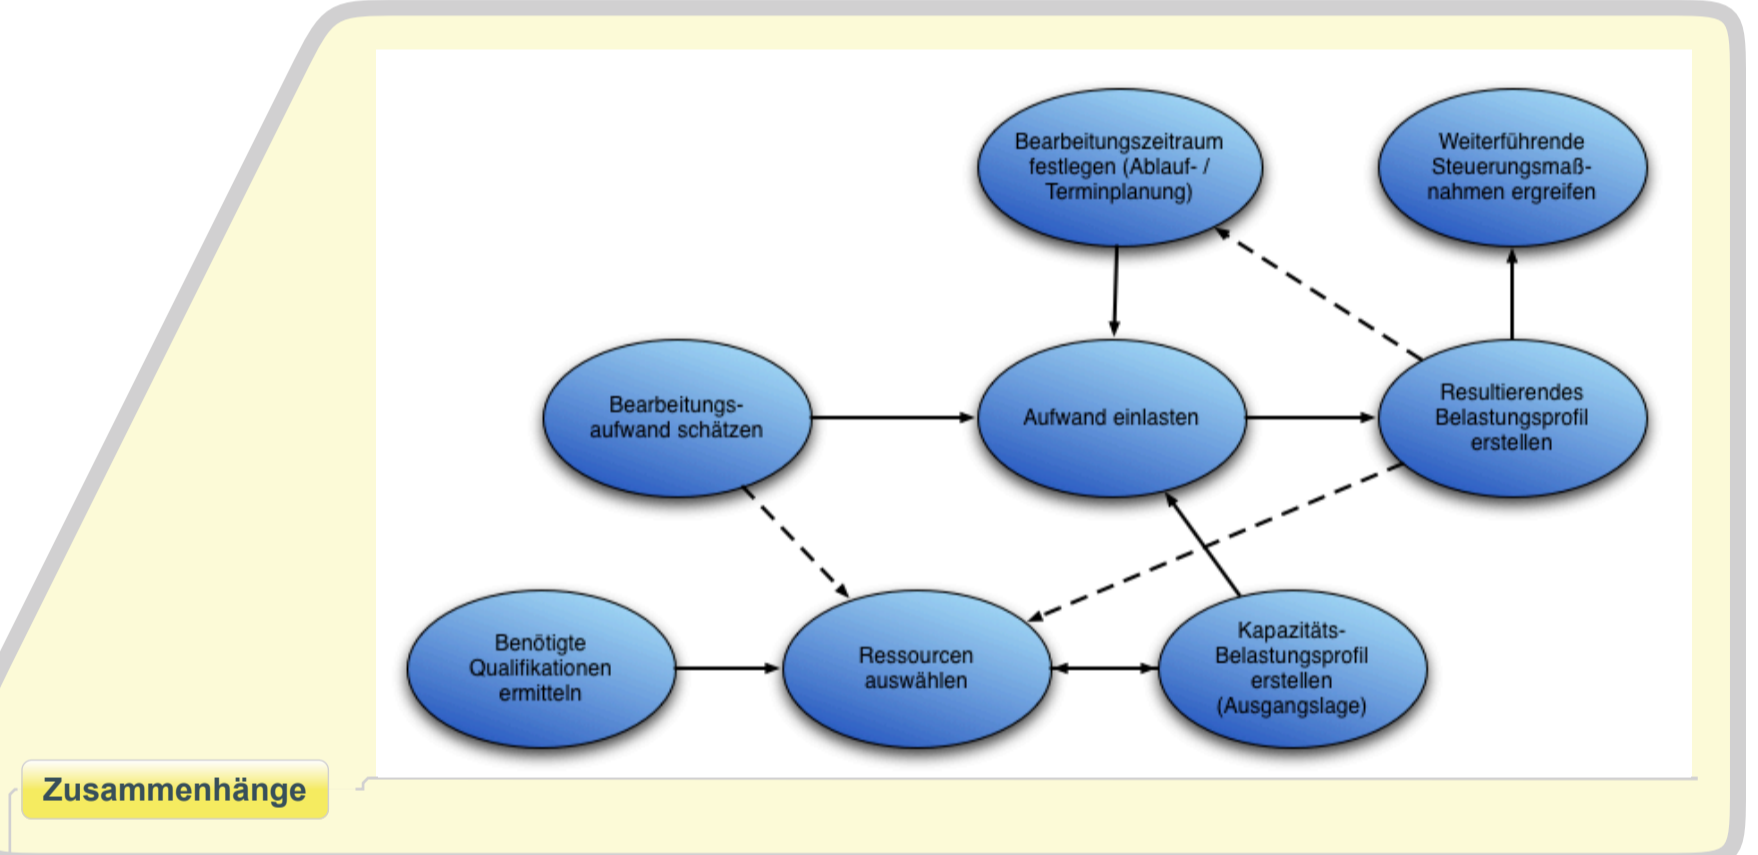 Bearbeitungszeitraum
festlegen (Ablauf- /
Terminplanung)
Weiterführende
Steuerungsmaß-
nahmen ergreifen
Bearbeitungs-
aufwand schätzen
Aufwand einlasten
Resultierendes
Belastungsprofil
erstellen
Benötigte
Qualifikationen
ermitteln
Ressourcen
auswählen
Kapazitäts-
Belastungsprofil
erstellen
(Ausgangslage)
Zusammenhänge